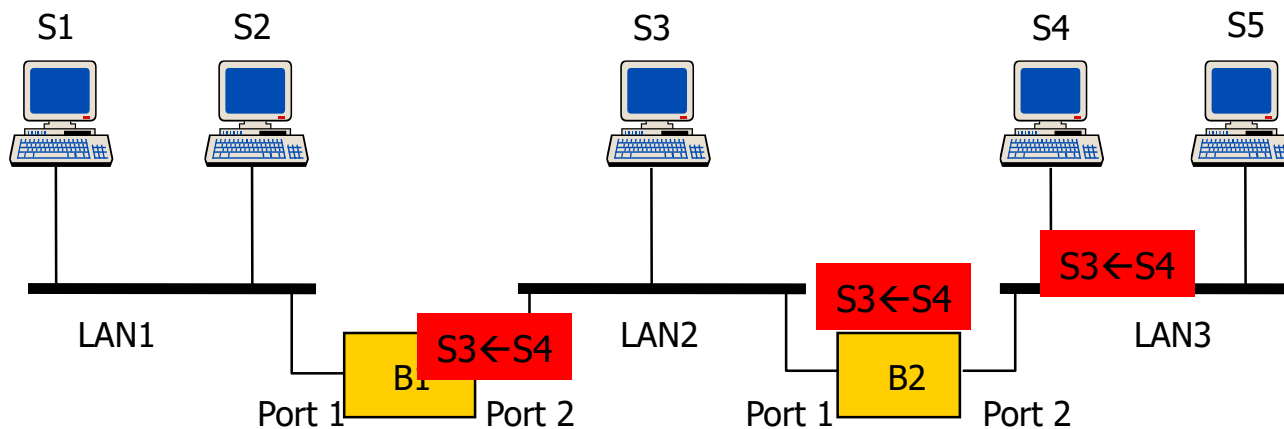 S1 S2 S3 S4 S5
S3←S4
S3←S4
LAN1 LAN2 LAN3
S3←S4
B1 B2
Port 1 Port 2 Port 1 Port 2